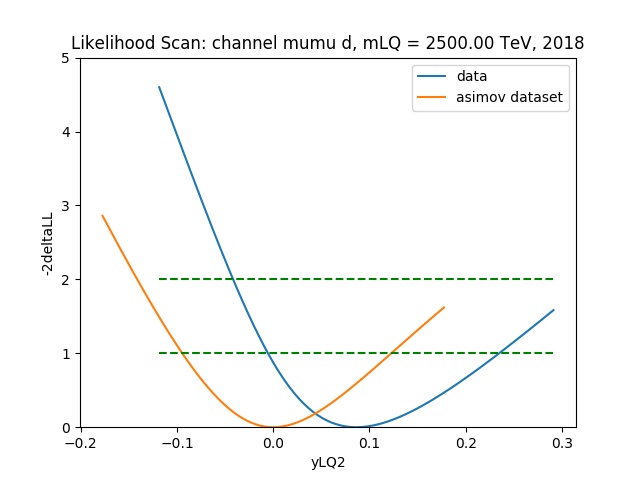 Likelihood Scan: channel mumu d, mLQ = 2500.00 TeV, 2018
data
asimov dataset
5
4
3
2
1
0
-2deltaLL
−0.2
−0.1
0.0
0.1
0.2
0.3
yLQ2